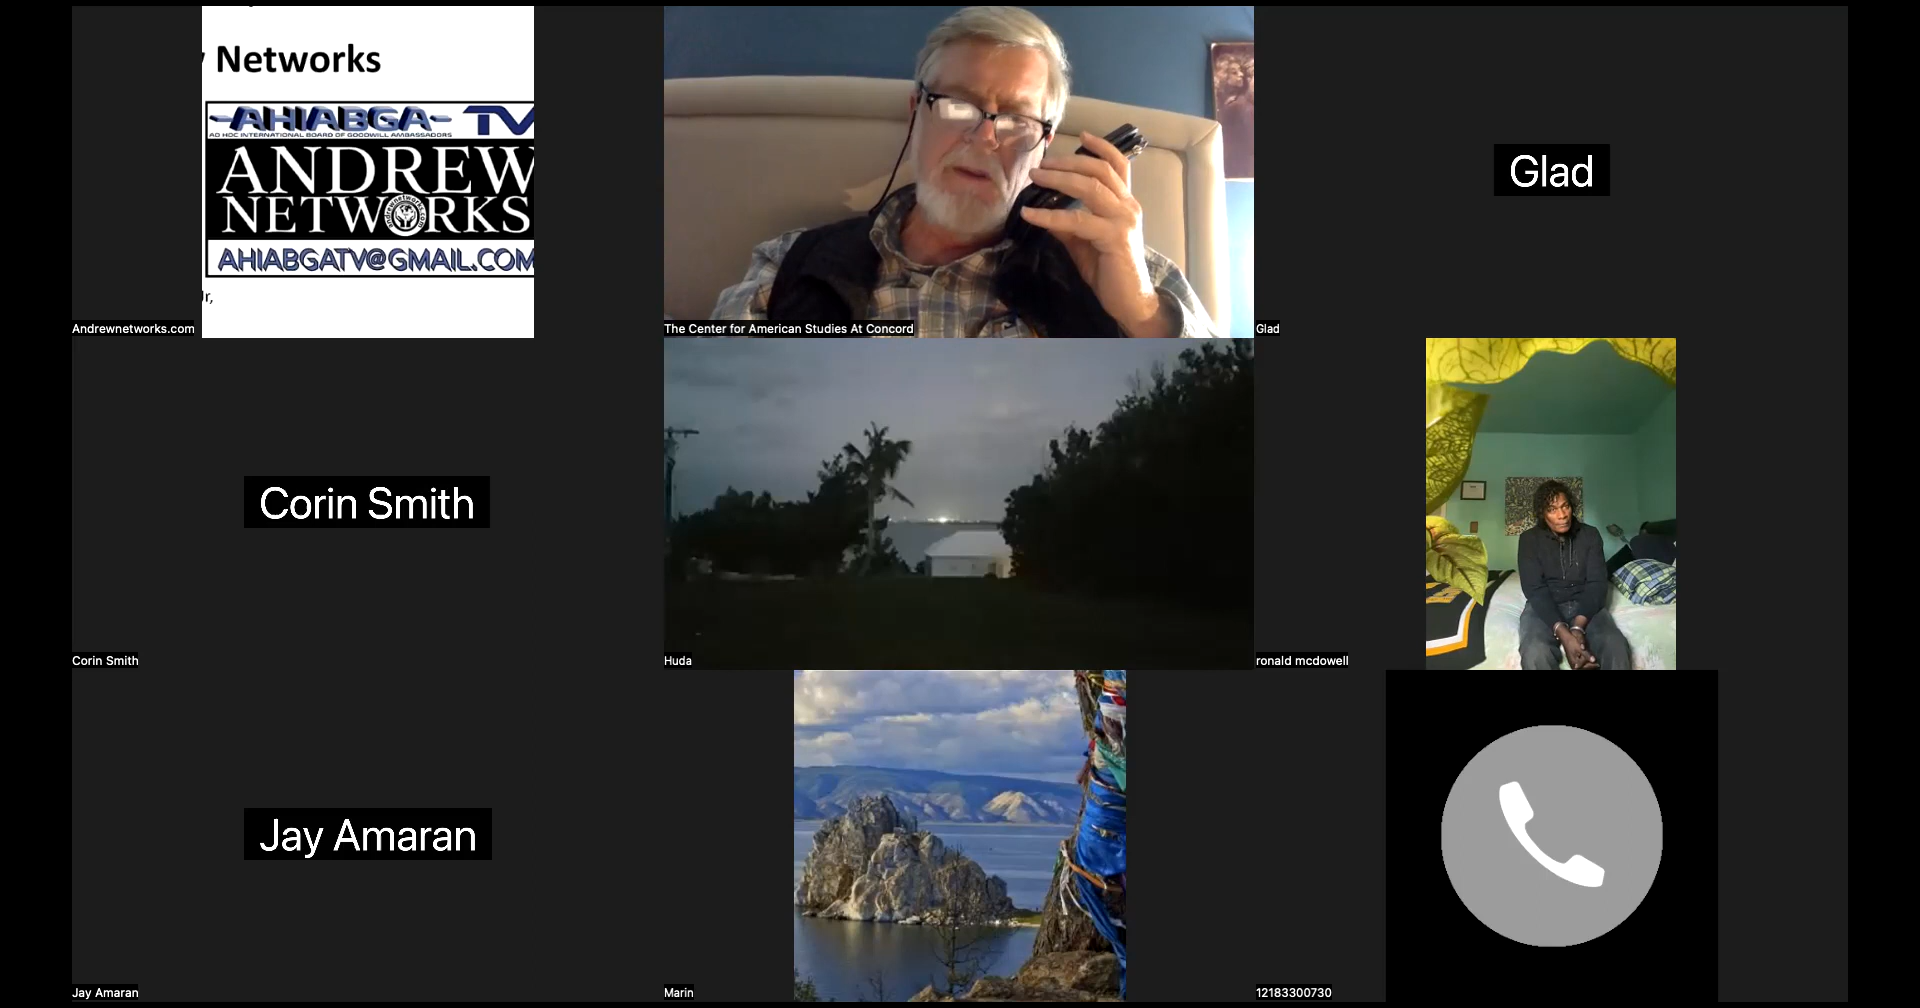 Networks
-AHIABGA- TV
AD HOC INTERNATIONAL BOARD OF GOODWILL AMBASSADORS
ANDREW
NETWORKS
AHIABGATV@GMAIL.COM
Jr,
Andrewnetworks.com
The Center for American Studies At Concord
Glad
Glad
Corin Smith
Corin Smith
Huda
ronald mcdowell
Jay Amaran
Jay Amaran
Marin
12183300730